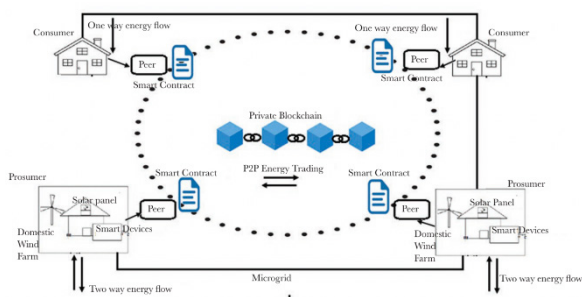 One way energy flow
Consumer
Peer
Smart Contract
One way energy flow
Consumer
Peer
Smart Contract
Private Blockchain
P2P Energy Trading
Smart Contract
Peer
Smart Contract
Peer
Prosumer
Solar panel
Smart Devices
Domestic
Wind
Farm
Two way energy flow
Prosumer
Solar Panel
Smart Devices
Domestic
Wind
Farm
Two way energy flow
Microgrid